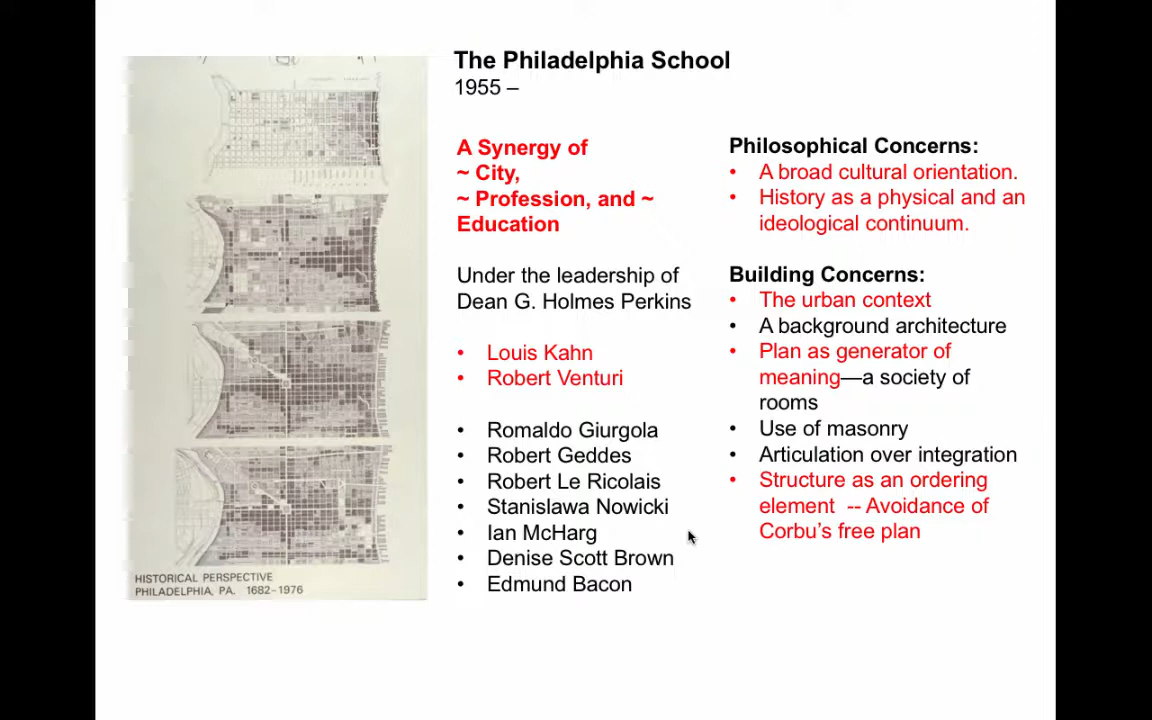 The Philadelphia School
1955 –
A Synergy of
~ City,
~ Profession, and ~
Education
Under the leadership of
Dean G. Holmes Perkins
• Louis Kahn
• Robert Venturi
• Romaldo Giurgola
• Robert Geddes
• Robert Le Ricolais
• Stanislawa Nowicki
• Ian McHarg
• Denise Scott Brown
• Edmund Bacon
Philosophical Concerns:
• A broad cultural orientation.
• History as a physical and an
ideological continuum.
Building Concerns:
• The urban context
• A background architecture
• Plan as generator of
meaning—a society of
rooms
• Use of masonry
• Articulation over integration
• Structure as an ordering
element -- Avoidance of
Corbu's free plan
HISTORICAL PERSPECTIVE
PHILADELPHIA, PA. 1682-1976